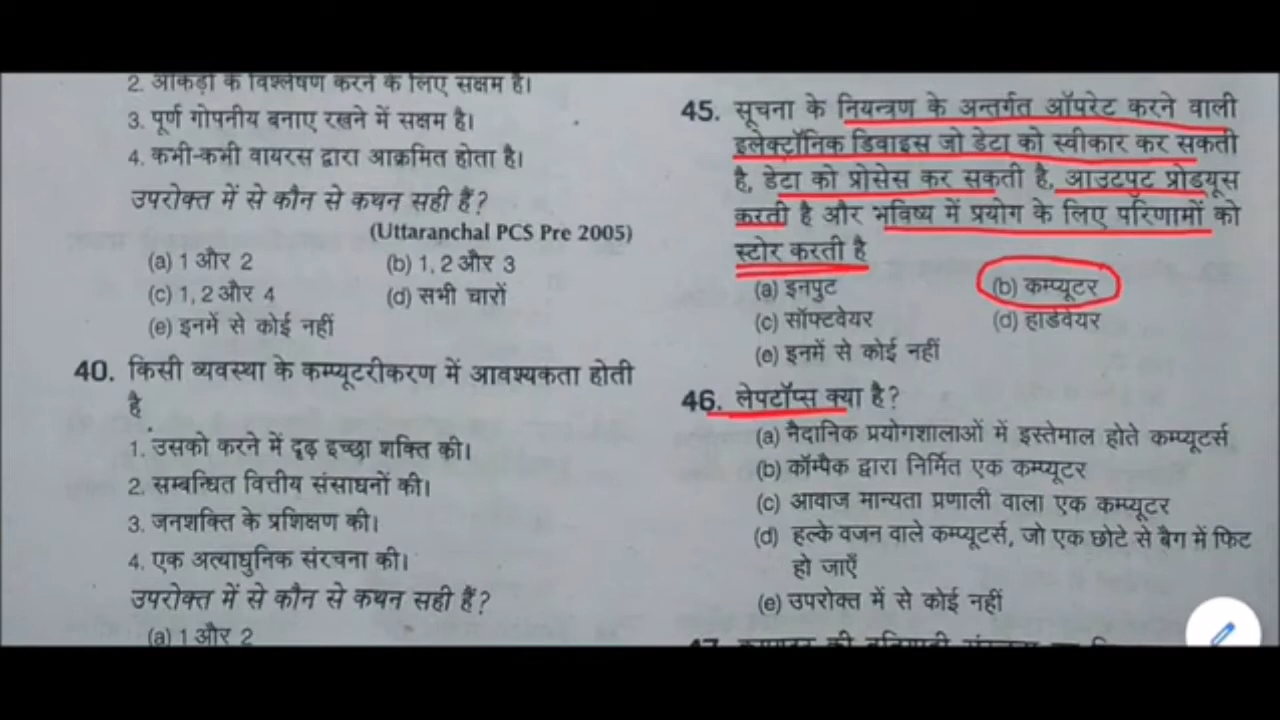 2. आँकड़ों के विश्लेषण करने के लिए सक्षम है।
3. पूर्ण गोपनीय बनाए रखने में सक्षम है।
4. कभी-कभी वायरस द्वारा आक्रमित होता है।
उपरोक्त में से कौन से कथन सही हैं?
(Uttaranchal PCS Pre 2005)
(a) 1 और 2 (b) 1, 2 और 3
(c) 1, 2 और 4 (d) सभी चारों
(e) इनमें से कोई नहीं
40. किसी व्यवस्था के कम्प्यूटरीकरण में आवश्यकता होती
है
1. उसको करने में दृढ़ इच्छा शक्ति की।
2. सम्बन्धित वित्तीय संसाधनों की।
3. जनशक्ति के प्रशिक्षण की।
4. एक अत्याधुनिक संरचना की।
उपरोक्त में से कौन से कथन सही हैं?
(a) 1 और 2
45. सूचना के नियन्त्रण के अन्तर्गत ऑपरेट करने वाली
इलेक्ट्रॉनिक डिवाइस जो डेटा को स्वीकार कर सकती
है, डेटा को प्रोसेस कर सकती है, आउटपुट प्रोड्यूस
करती है और भविष्य में प्रयोग के लिए परिणामों को
स्टोर करती है
(a) इनपुट (b) कम्प्यूटर
(c) सॉफ्टवेयर (d) हार्डवेयर
(e) इनमें से कोई नहीं
46. लेपटॉप्स क्या है?
(a) नैदानिक प्रयोगशालाओं में इस्तेमाल होते कम्प्यूटर्स
(b) कॉम्पैक द्वारा निर्मित एक कम्प्यूटर
(c) आवाज मान्यता प्रणाली वाला एक कम्प्यूटर
(d) हल्के वजन वाले कम्प्यूटर्स, जो एक छोटे से बैग में फिट
हो जाएँ
(e) उपरोक्त में से कोई नहीं